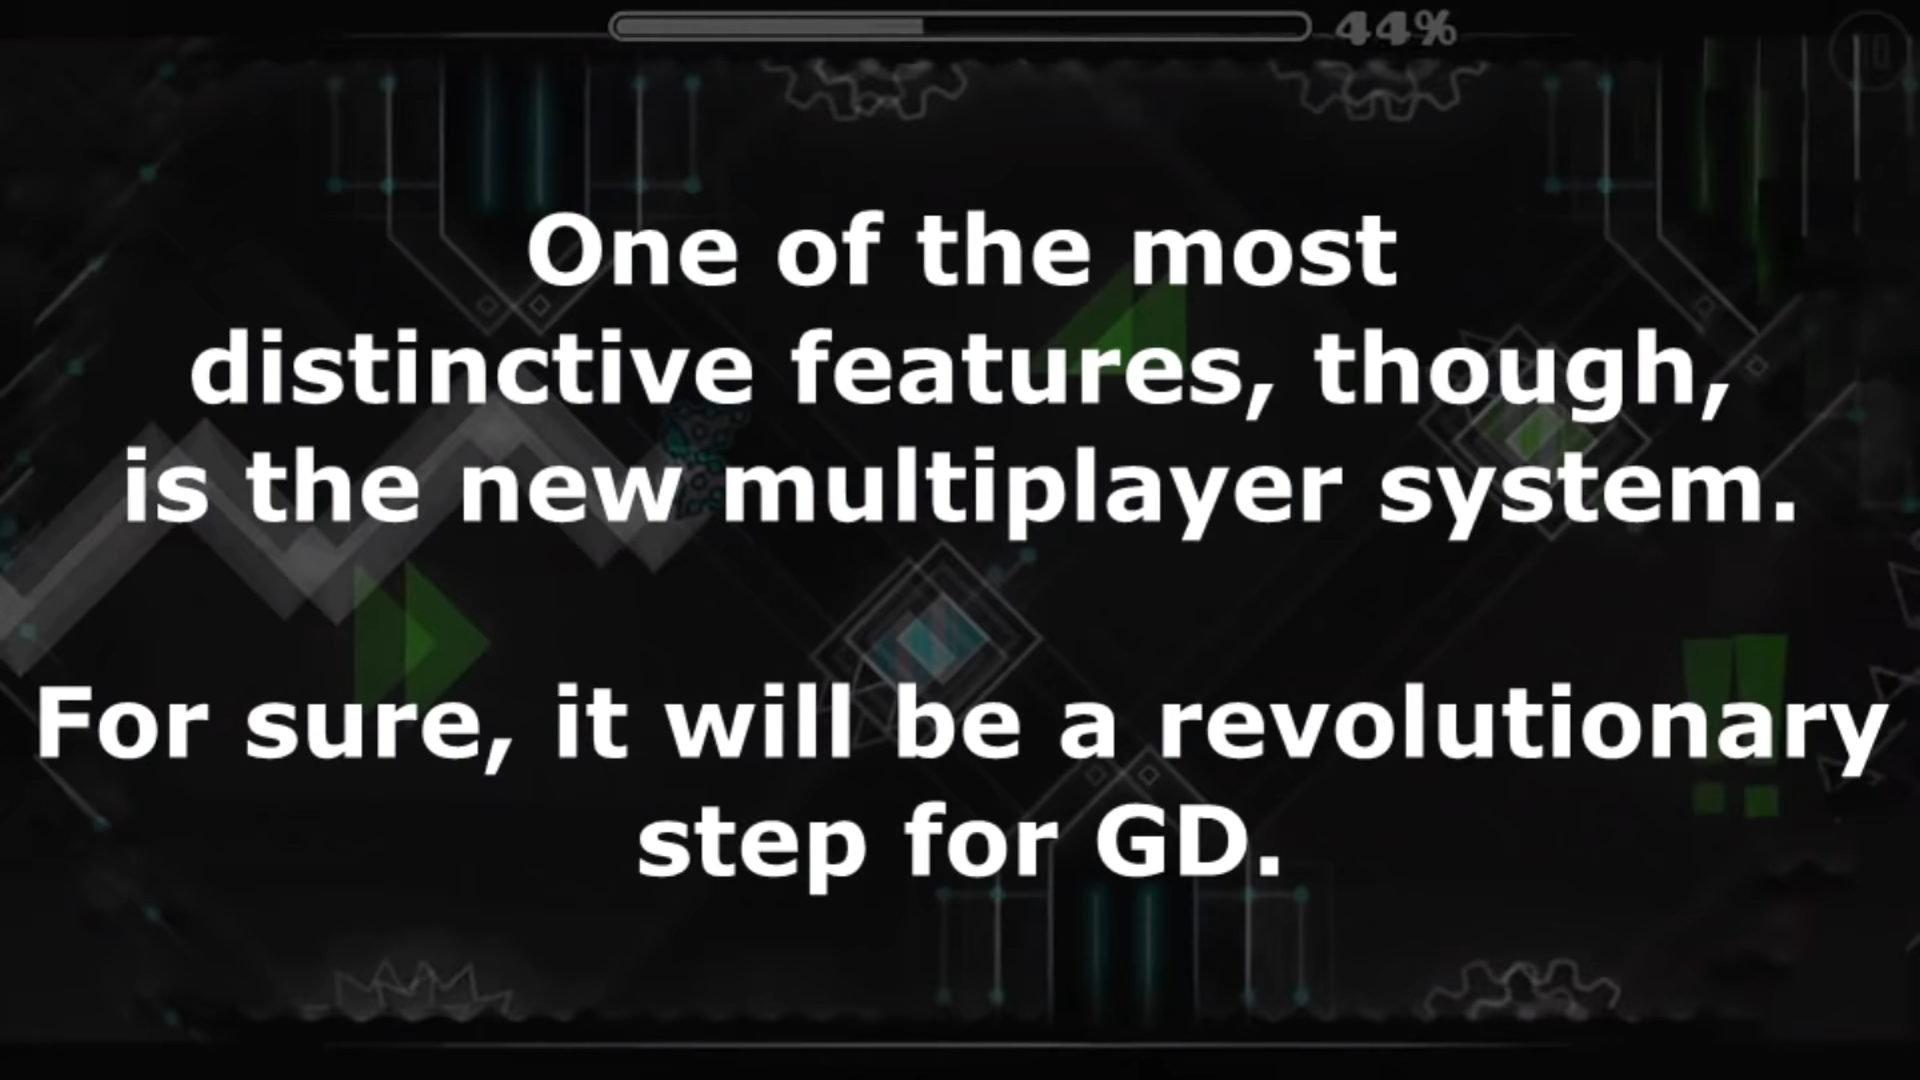 44%
One of the most
distinctive features, though,
is the new multiplayer system.
For sure, it will be a revolutionary
step for GD.